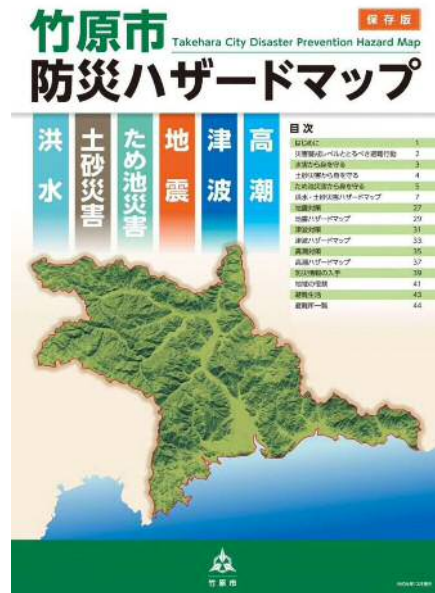 保存版
竹原市
Takehara City Disaster Prevention Hazard Map
防災ハザードマップ
洪水
土砂災害
ため池災害
地震
津波
高潮
目次
はじめに 1
災害警戒レベルととるべき避難行動 2
水害から身を守る 3
土砂災害から身を守る 4
ため池災害から身を守る 5
洪水・土砂災害ハザードマップ 7
地震対策 27
地震ハザードマップ 29
津波対策 31
津波ハザードマップ 33
高潮対策 35
高潮ハザードマップ 37
防災情報の入手 39
地域の役割 41
避難生活 43
避難所一覧 44
竹原市